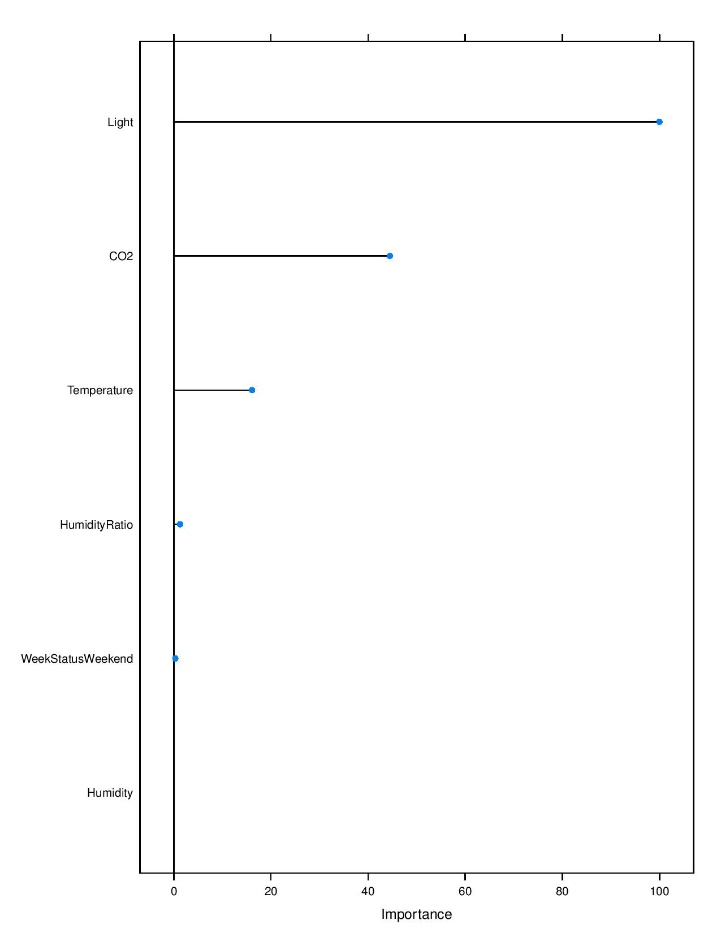 Light
CO2
Temperature
HumidityRatio
WeekStatusWeekend
Humidity
0 20 40 60 80 100
Importance